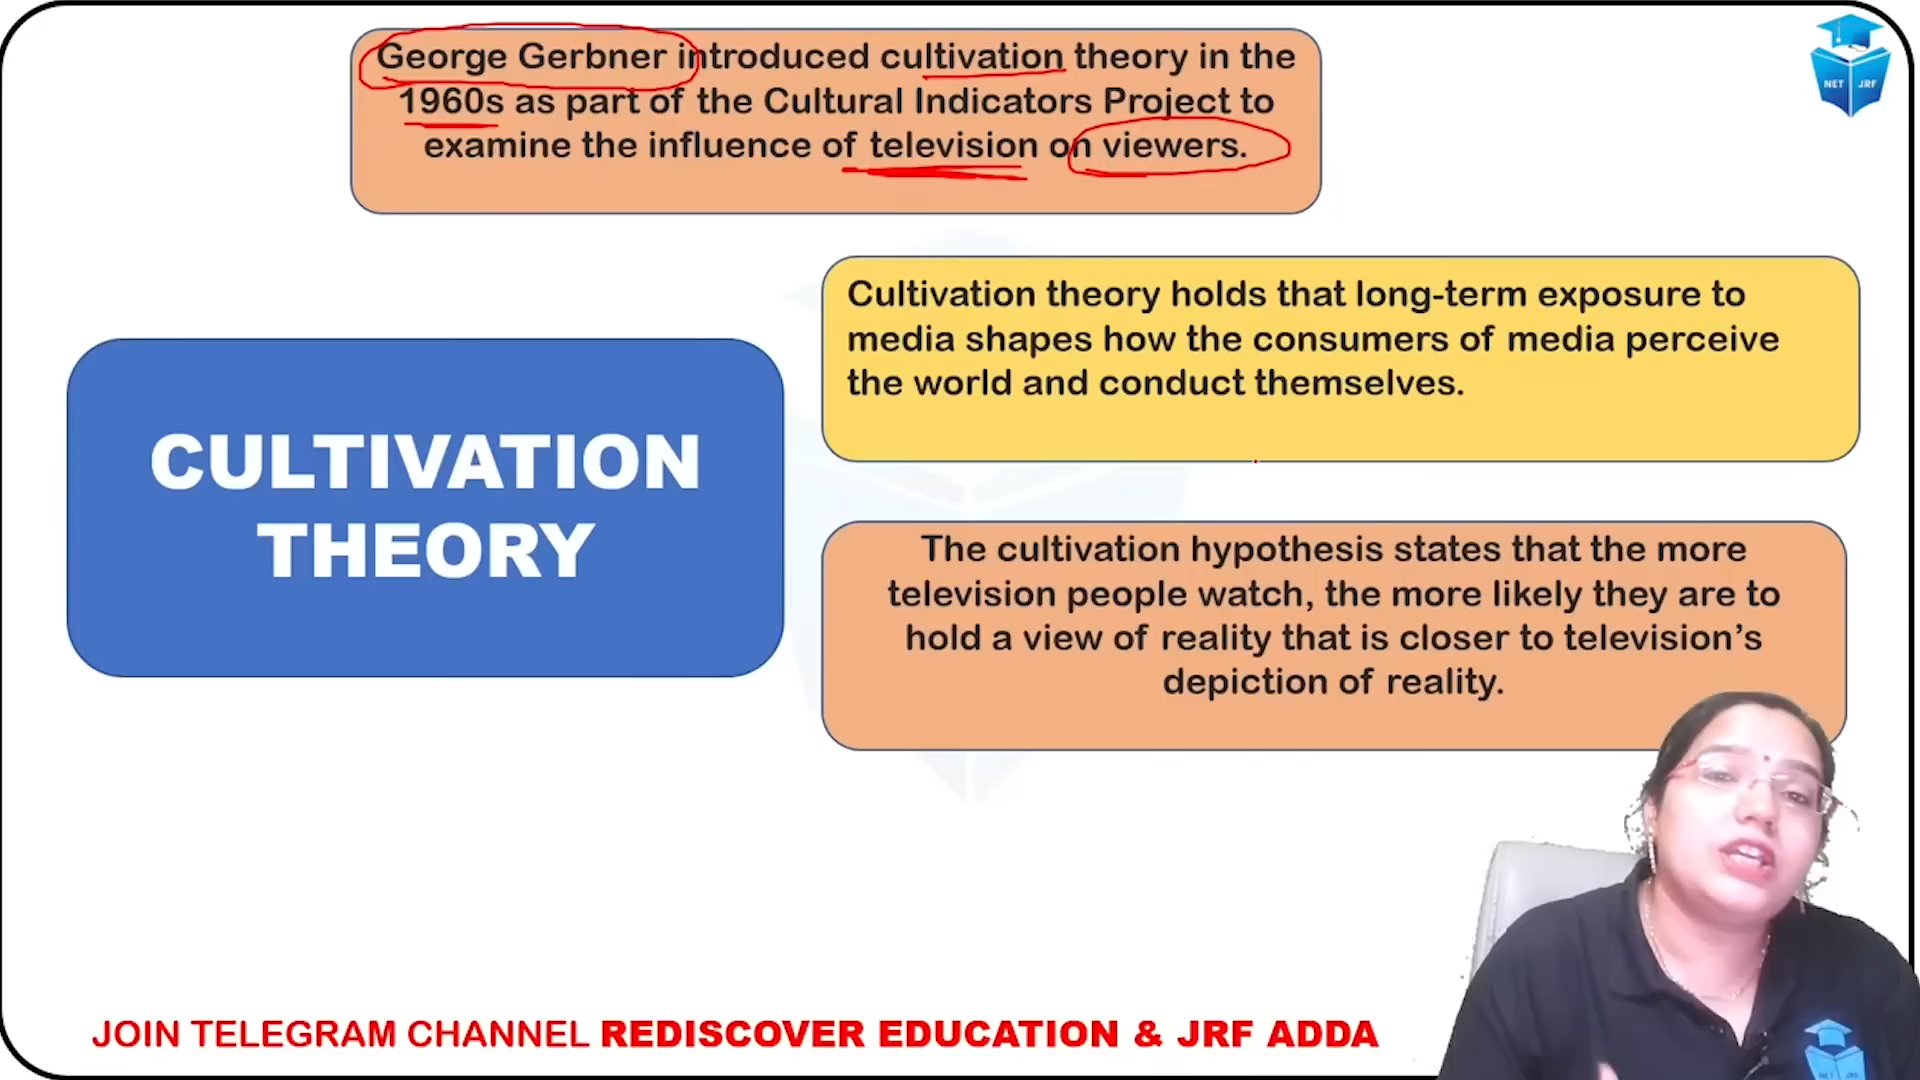 George Gerbner introduced cultivation theory in the
1960s as part of the Cultural Indicators Project to
examine the influence of television on viewers.
NET JRF
Cultivation theory holds that long-term exposure to
media shapes how the consumers of media perceive
the world and conduct themselves.
CULTIVATION
THEORY
The cultivation hypothesis states that the more
television people watch, the more likely they are to
hold a view of reality that is closer to television’s
depiction of reality.
JOIN TELEGRAM CHANNEL REDISCOVER EDUCATION & JRF ADDA
NET JRF